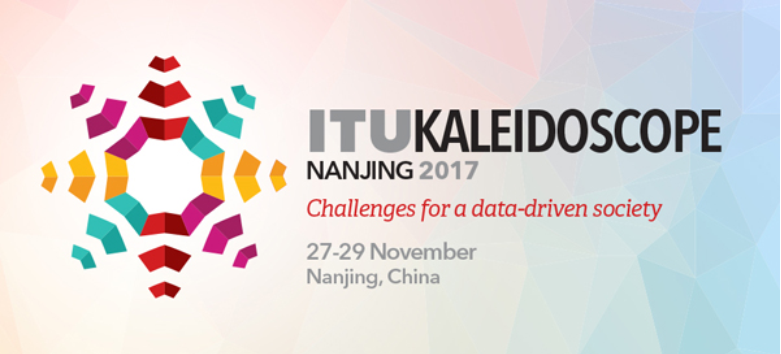 ITUKALEIDOSCOPE
NANJING 2017
Challenges for a data-driven society
27-29 November
Nanjing, China